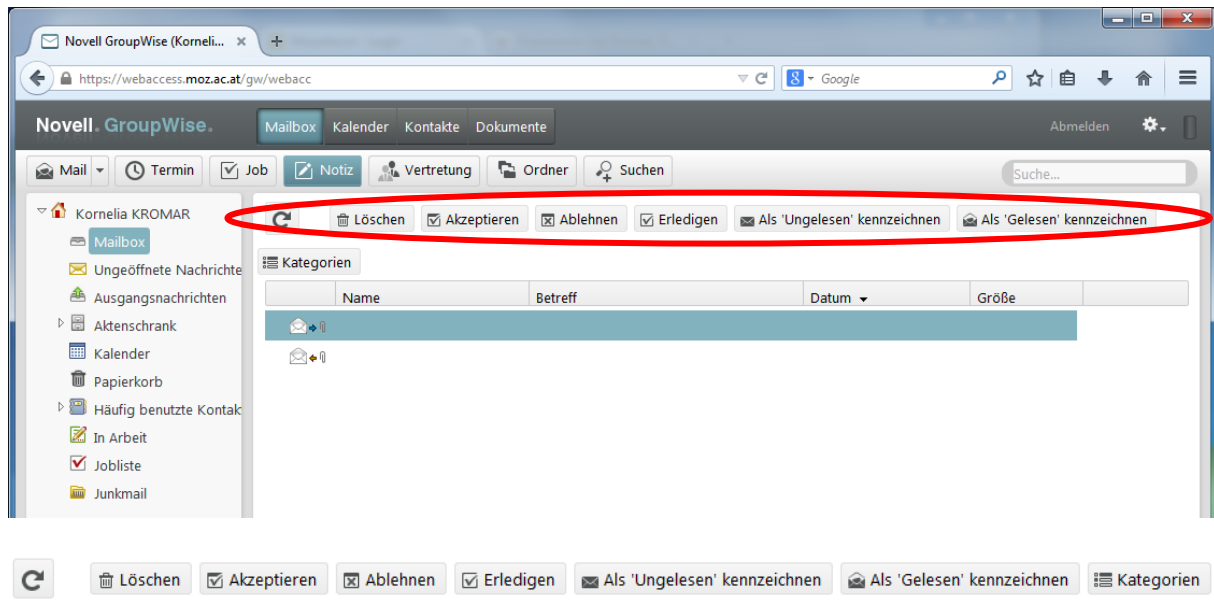 Novell GroupWise (Korneli...
https://webaccess.moz.ac.at/gw/webacc
Google
Novell. GroupWise.
Mailbox Kalender Kontakte Dokumente
Abmelden
Mail Termin Job Notiz Vertretung Ordner Suchen
Suche...
Kornelia KROMAR
Löschen Akzeptieren Ablehnen Erledigen Als 'Ungelesen' kennzeichnen Als 'Gelesen' kennzeichnen
Mailbox
Kategorien
Ungeöffnete Nachrichte
Name Betreff Datum Größe
Ausgangsnachrichten
Aktenschrank
Kalender
Papierkorb
Häufig benutzte Kontak
In Arbeit
Jobliste
Junkmail
Löschen Akzeptieren Ablehnen Erledigen Als 'Ungelesen' kennzeichnen Als 'Gelesen' kennzeichnen Kategorien